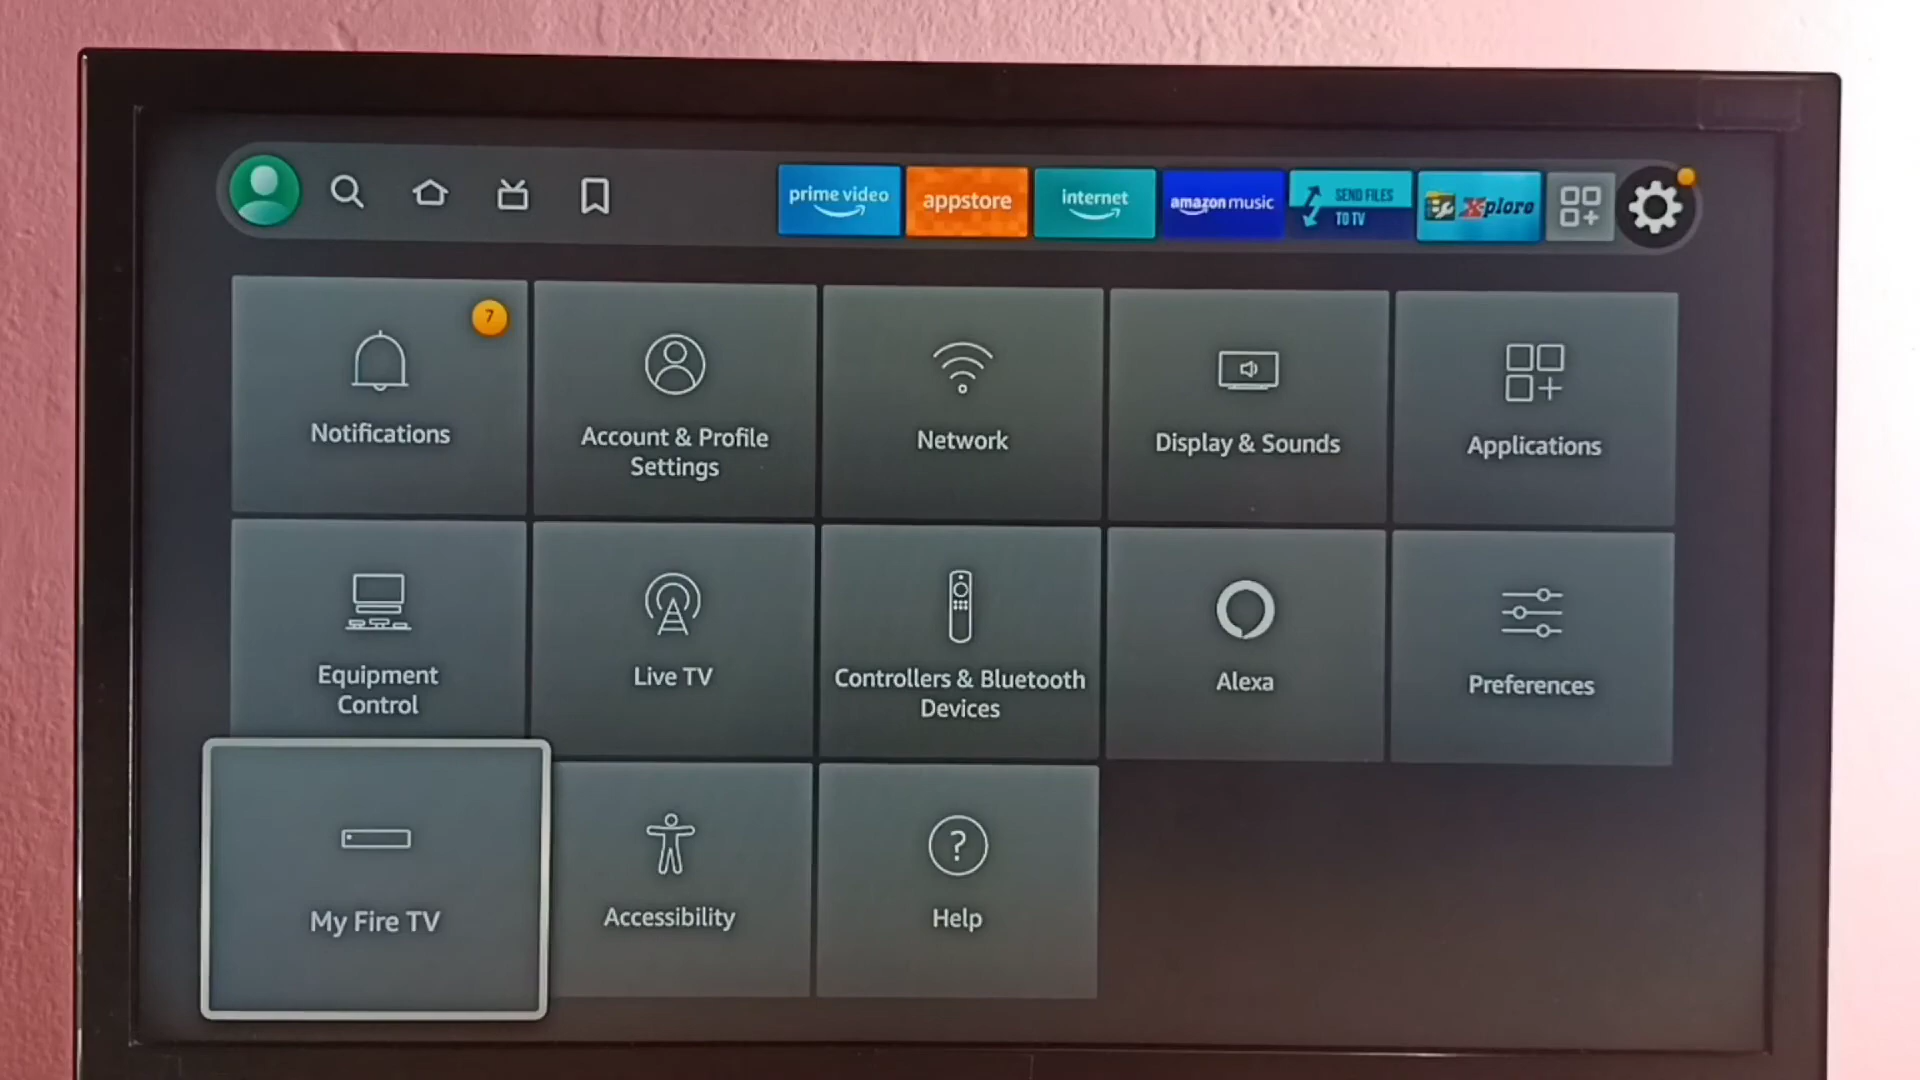 prime video
appstore
internet
amazon music
SEND FILES
TO TV
Xplore
7
Notifications
Account & Profile
Settings
Network
Display & Sounds
Applications
Equipment
Control
Live TV
Controllers & Bluetooth
Devices
Alexa
Preferences
My Fire TV
Accessibility
?
Help